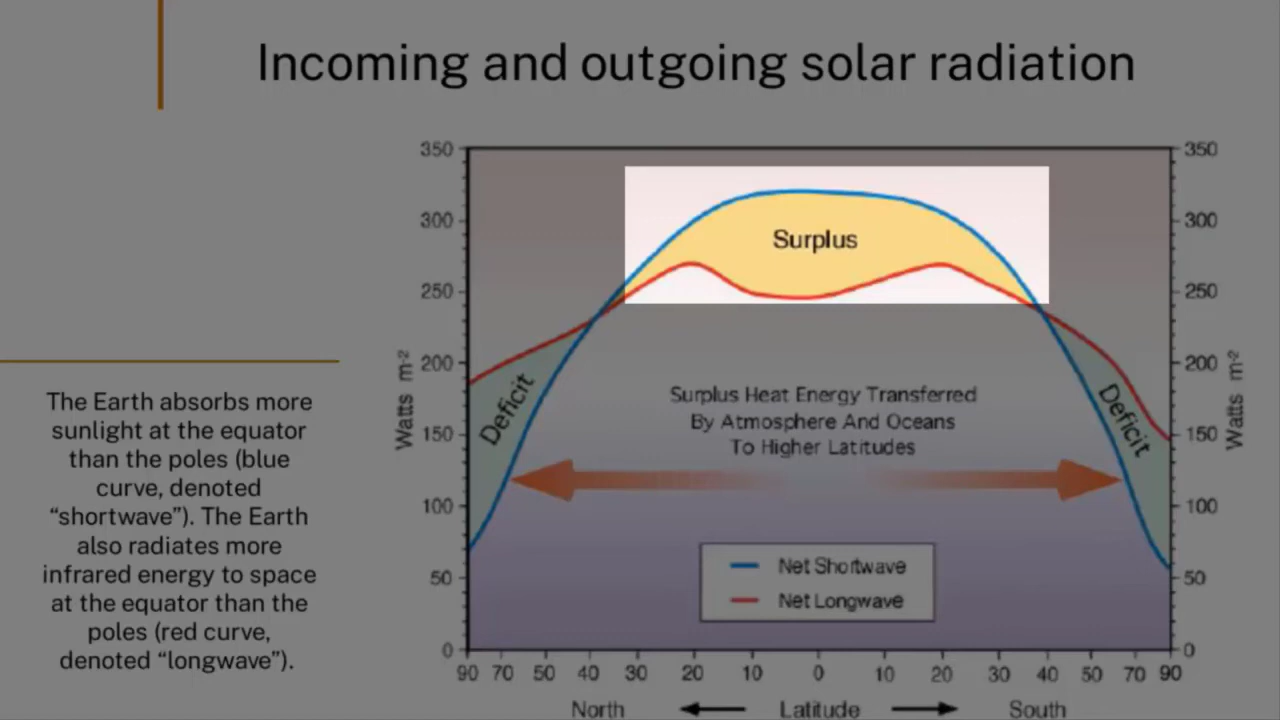 Incoming and outgoing solar radiation
The Earth absorbs more
sunlight at the equator
than the poles (blue
curve, denoted
“shortwave”). The Earth
also radiates more
infrared energy to space
at the equator than the
poles (red curve,
denoted “longwave”).
350
300
250
200
150
100
50
0
Watts m-2
Surplus
Deficit
Deficit
Surplus Heat Energy Transferred
By Atmosphere And Oceans
To Higher Latitudes
Net Shortwave
Net Longwave
350
300
250
200
150
100
50
0
Watts m-2
90 70 50 40 30 20 10 0 10 20 30 40 50 70 90
North Latitude South